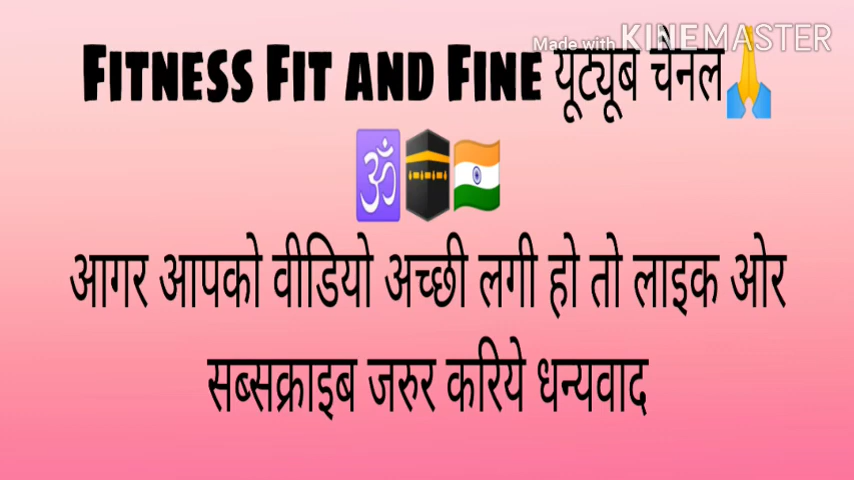 Made with KINEMASTER
FITNESS FIT AND FINE यूट्यूब चैनल🙏
🕉🕋🇮🇳
आगर आपको वीडियो अच्छी लगी हो तो लाइक ओर
सब्सक्राइब जरुर करिये धन्यवाद